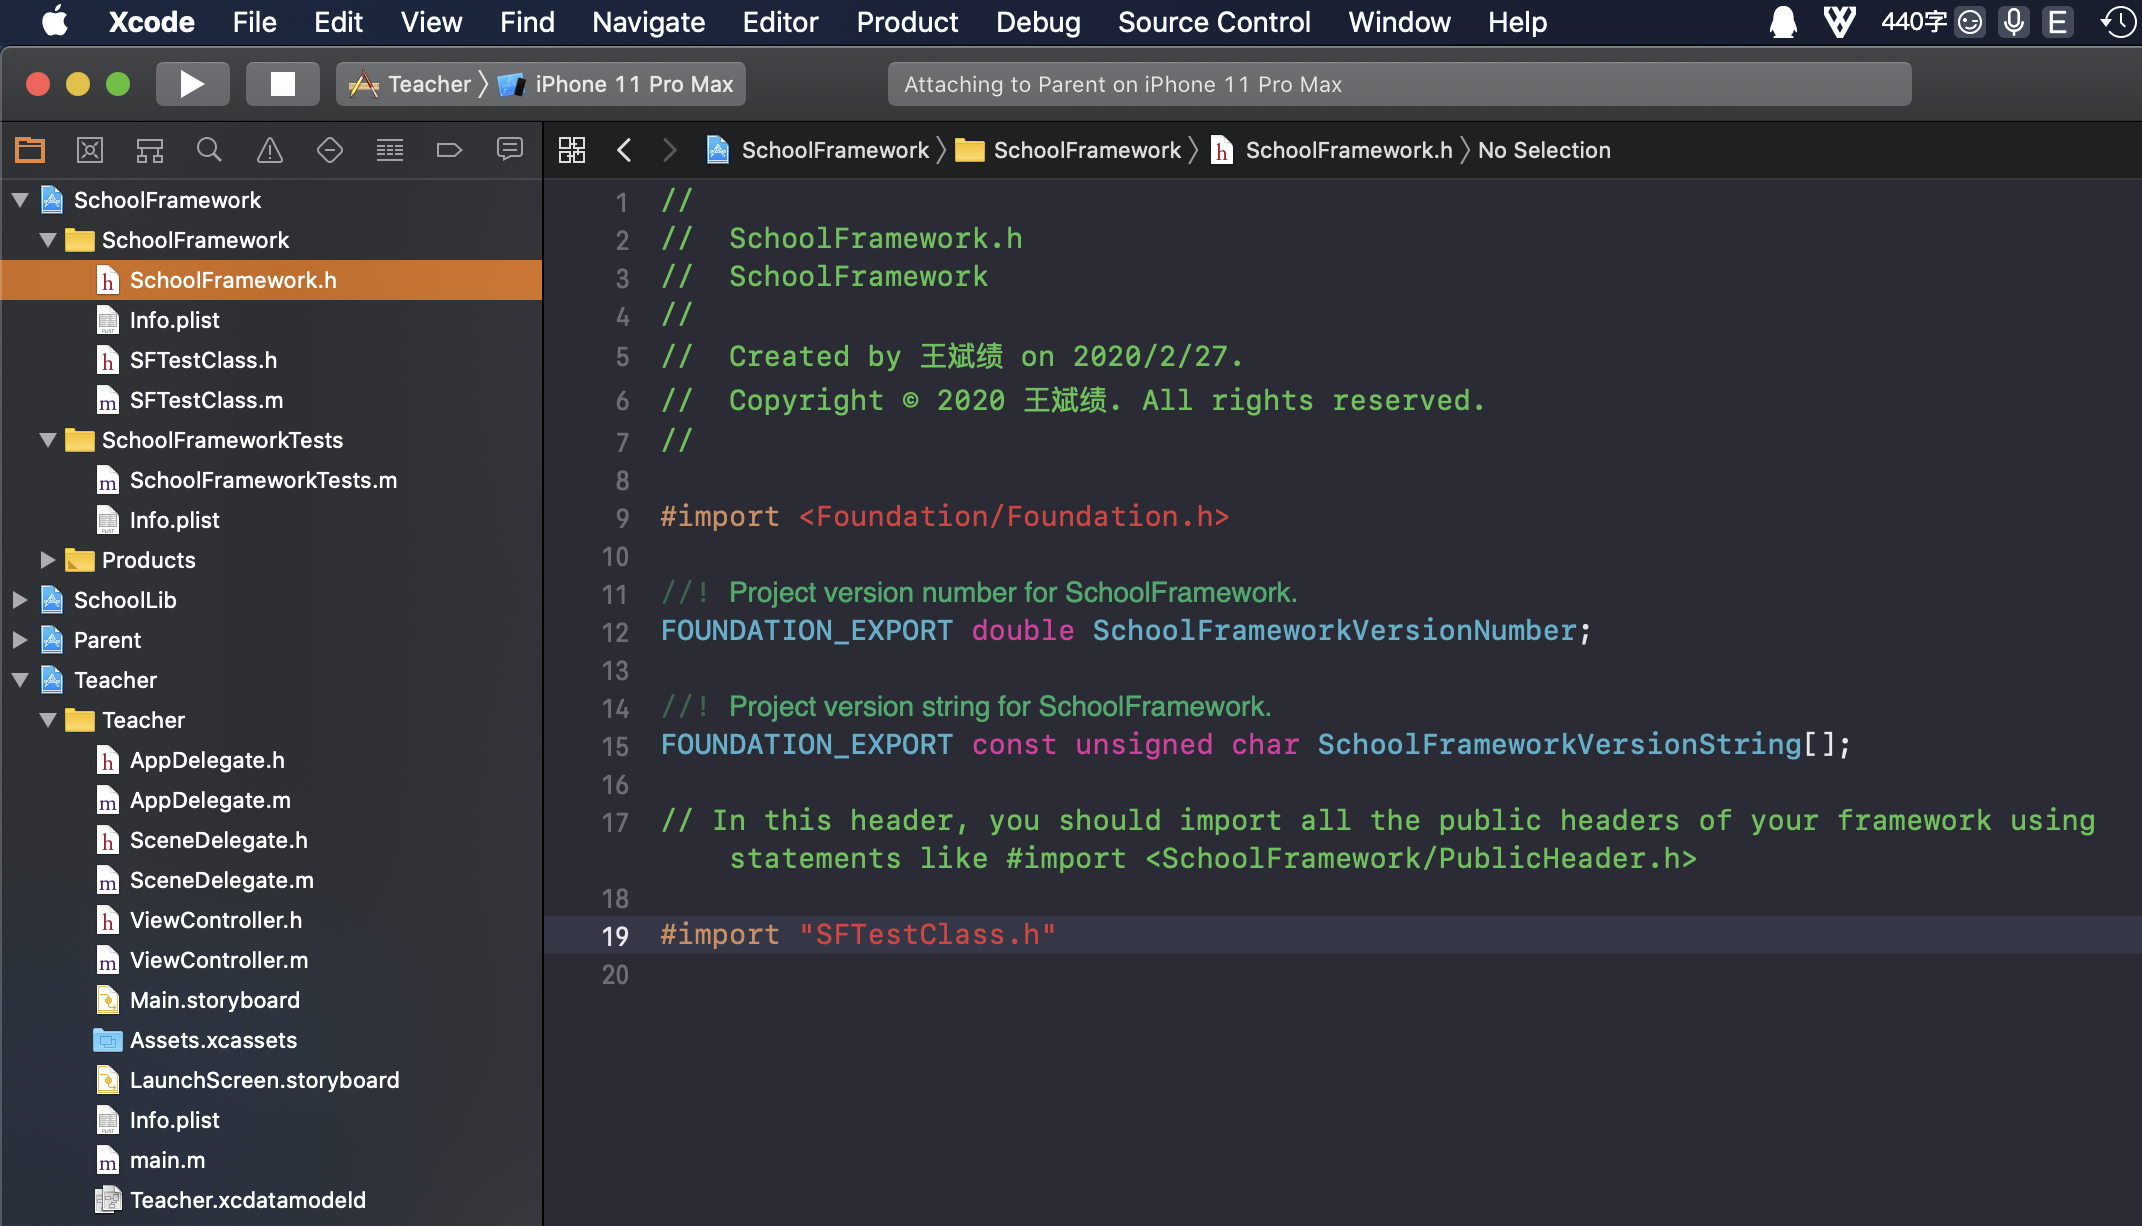 Xcode File Edit View Find Navigate Editor Product Debug Source Control Window Help 440字 E
Teacher iPhone 11 Pro Max Attaching to Parent on iPhone 11 Pro Max
SchoolFramework SchoolFramework h SchoolFramework.h No Selection
SchoolFramework
SchoolFramework
h SchoolFramework.h
Info.plist
h SFTestClass.h
m SFTestClass.m
SchoolFrameworkTests
m SchoolFrameworkTests.m
Info.plist
Products
SchoolLib
Parent
Teacher
Teacher
h AppDelegate.h
m AppDelegate.m
h SceneDelegate.h
m SceneDelegate.m
h ViewController.h
m ViewController.m
Main.storyboard
Assets.xcassets
LaunchScreen.storyboard
Info.plist
m main.m
Teacher.xcdatamodeld
1 //
2 //  SchoolFramework.h
3 //  SchoolFramework
4 //
5 //  Created by 王斌绩 on 2020/2/27.
6 //  Copyright © 2020 王斌绩. All rights reserved.
7 //
8
9 #import <Foundation/Foundation.h>
10
11 //! Project version number for SchoolFramework.
12 FOUNDATION_EXPORT double SchoolFrameworkVersionNumber;
13
14 //! Project version string for SchoolFramework.
15 FOUNDATION_EXPORT const unsigned char SchoolFrameworkVersionString[];
16
17 // In this header, you should import all the public headers of your framework using
statements like #import <SchoolFramework/PublicHeader.h>
18
19 #import "SFTestClass.h"
20